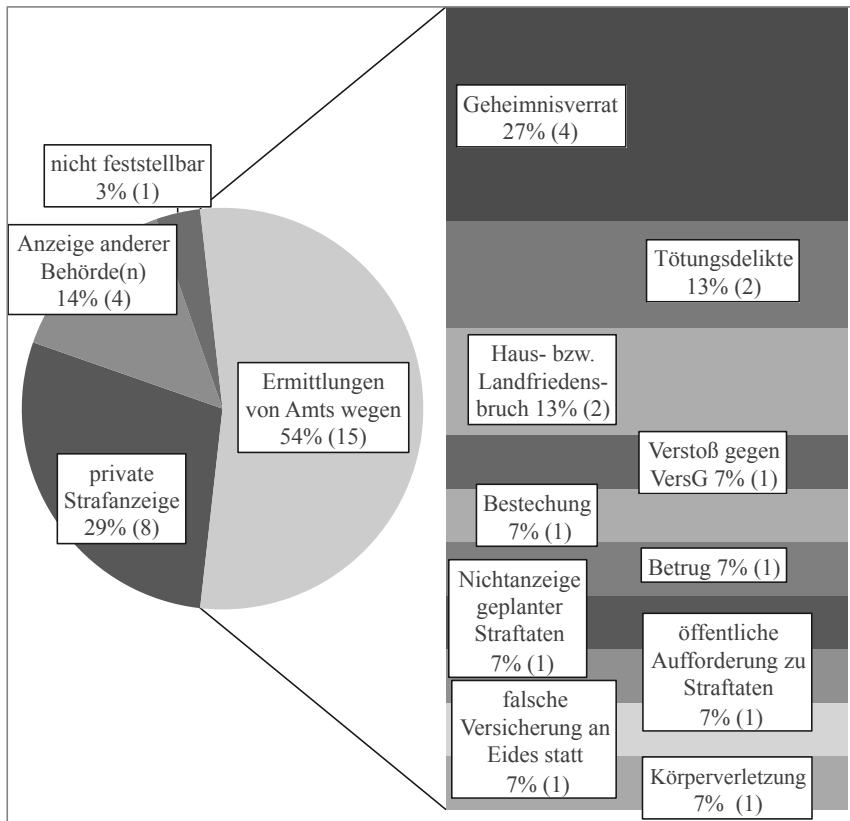 nicht feststellbar
3% (1)
Anzeige anderer
Behörde(n)
14% (4)
private
Strafanzeige
29% (8)
Ermittlungen
von Amts wegen
54% (15)
Geheimnisverrat
27% (4)
Tötungsdelikte
13% (2)
Haus- bzw.
Landfriedens-
bruch 13% (2)
Verstoß gegen
VersG 7% (1)
Bestechung
7% (1)
Betrug 7% (1)
Nichtanzeige
geplanter
Straftaten
7% (1)
öffentliche
Aufforderung zu
Straftaten
7% (1)
falsche
Versicherung an
Eides statt
7% (1)
Körperverletzung
7% (1)